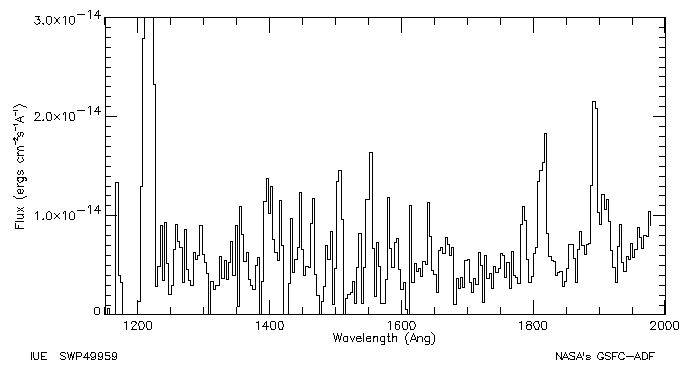 3.0×10⁻¹⁴
2.0×10⁻¹⁴
1.0×10⁻¹⁴
0
Flux (ergs cm⁻²s⁻¹A⁻¹)
1200 1400 1600 1800 2000
Wavelength (Ang)
IUE SWP49959 NASA's GSFC-ADF